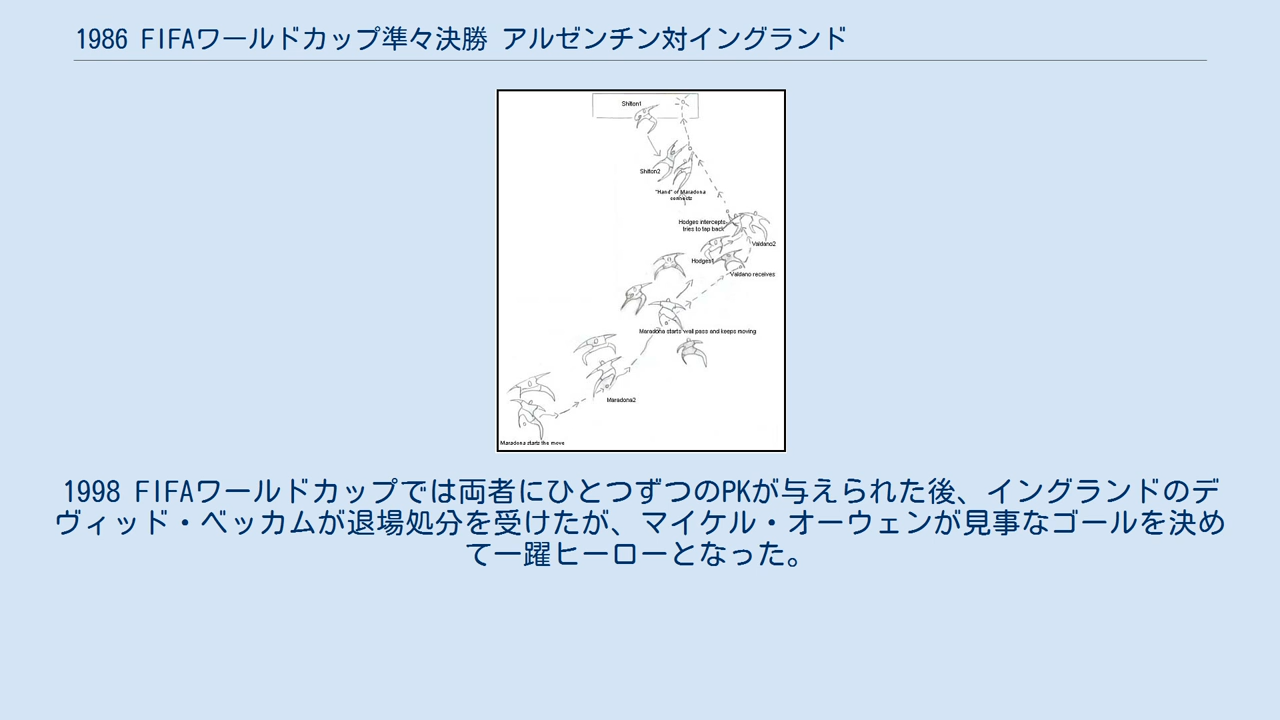 1986 FIFAワールドカップ準々決勝 アルゼンチン対イングランド
Shilton1
Shilton2
"Hand" of Maradona
connects
Hodges intercepts
tries to tap back
Valdano2
Hodges1
Valdano receives
Maradona starts wall pass and keeps moving
Maradona2
Maradona starts the move
1998 FIFAワールドカップでは両者にひとつずつのPKが与えられた後、イングランドのデ
ヴィッド・ベッカムが退場処分を受けたが、マイケル・オーウェンが見事なゴールを決め
て一躍ヒーローとなった。